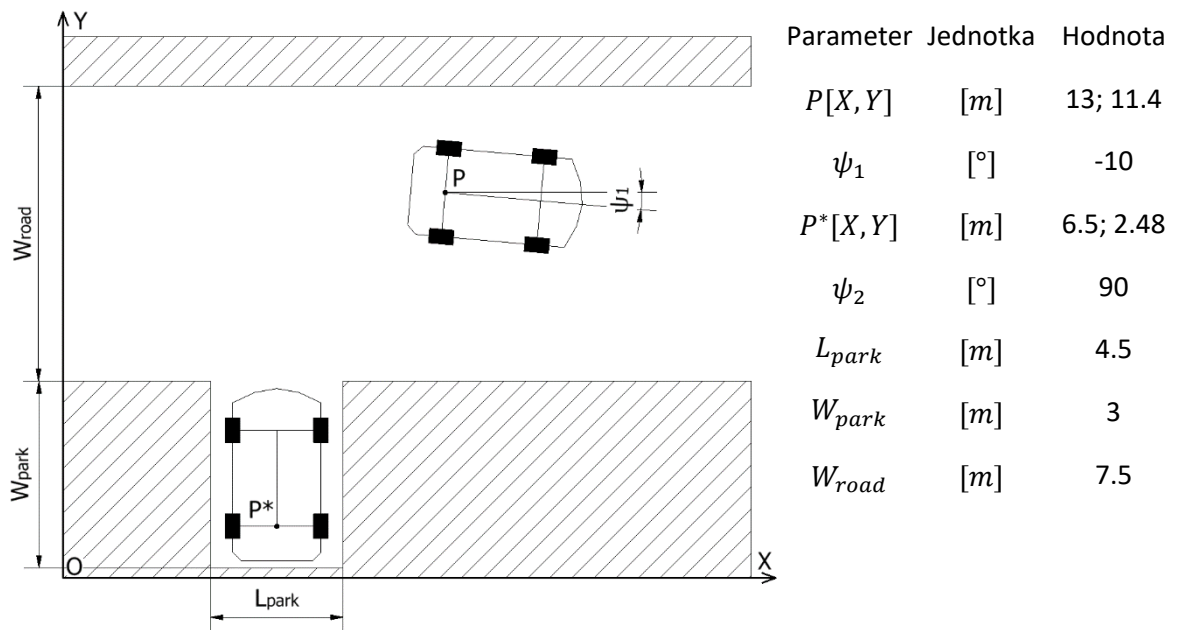 Y
Wroad
Wpark
O
X
Lpark
P
ψ1
P*
Parameter Jednotka Hodnota
P[X, Y] [m] 13; 11.4
ψ1 [°] -10
P*[X, Y] [m] 6.5; 2.48
ψ2 [°] 90
Lpark [m] 4.5
Wpark [m] 3
Wroad [m] 7.5